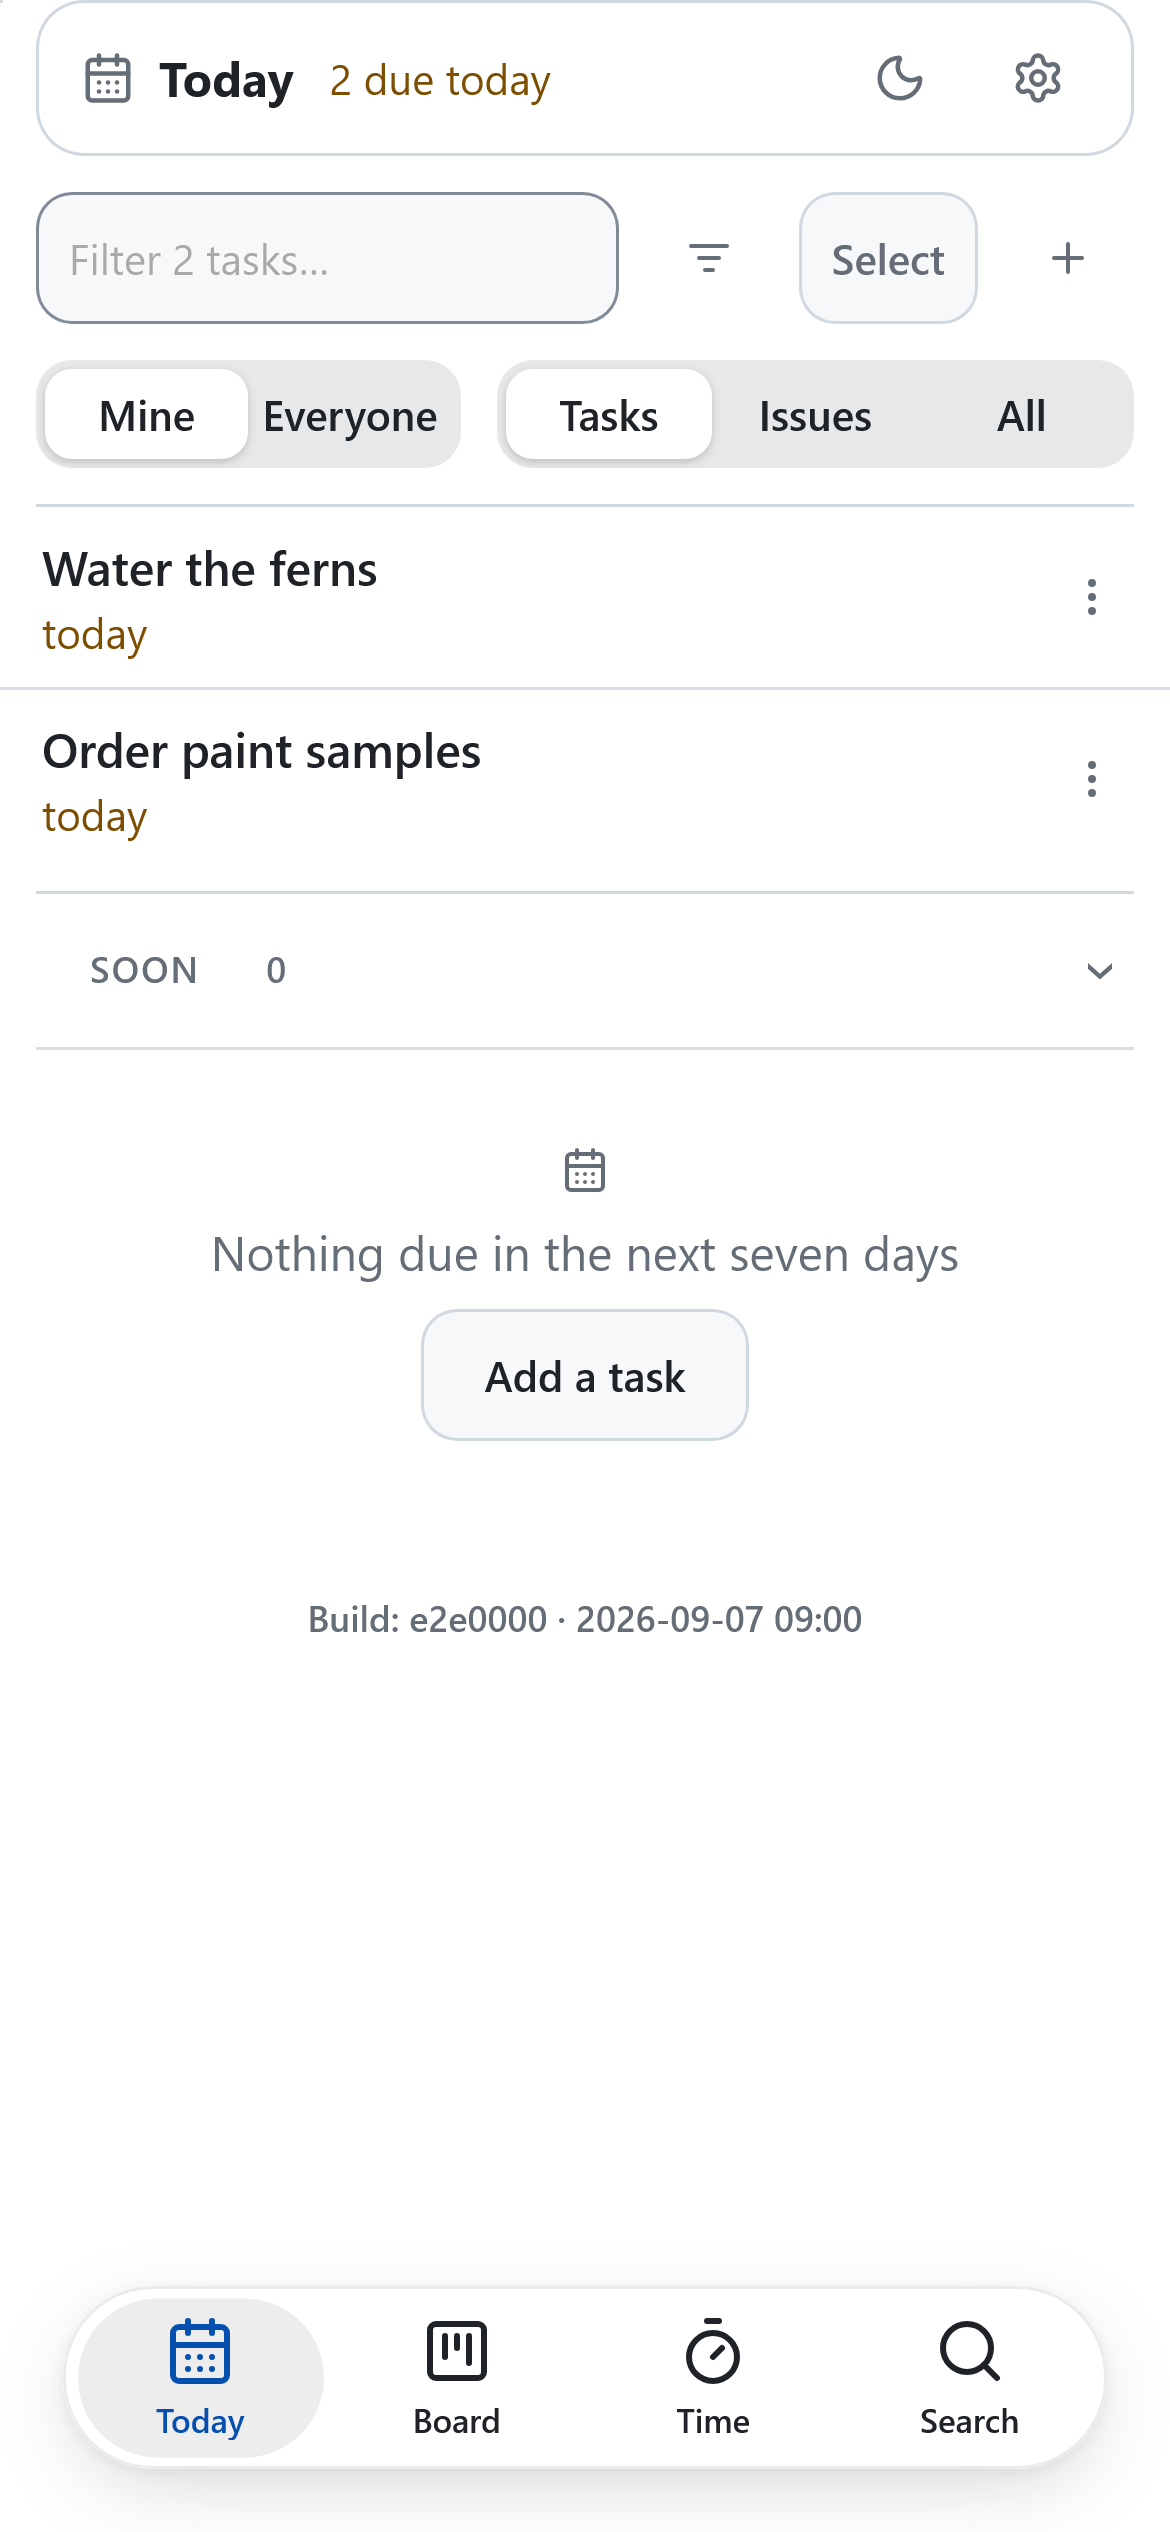 Today 2 due today
Filter 2 tasks...
Select
Mine Everyone Tasks Issues All
Water the ferns
today
Order paint samples
today
SOON 0
Nothing due in the next seven days
Add a task
Build: e2e0000 · 2026-09-07 09:00
Today Board Time Search